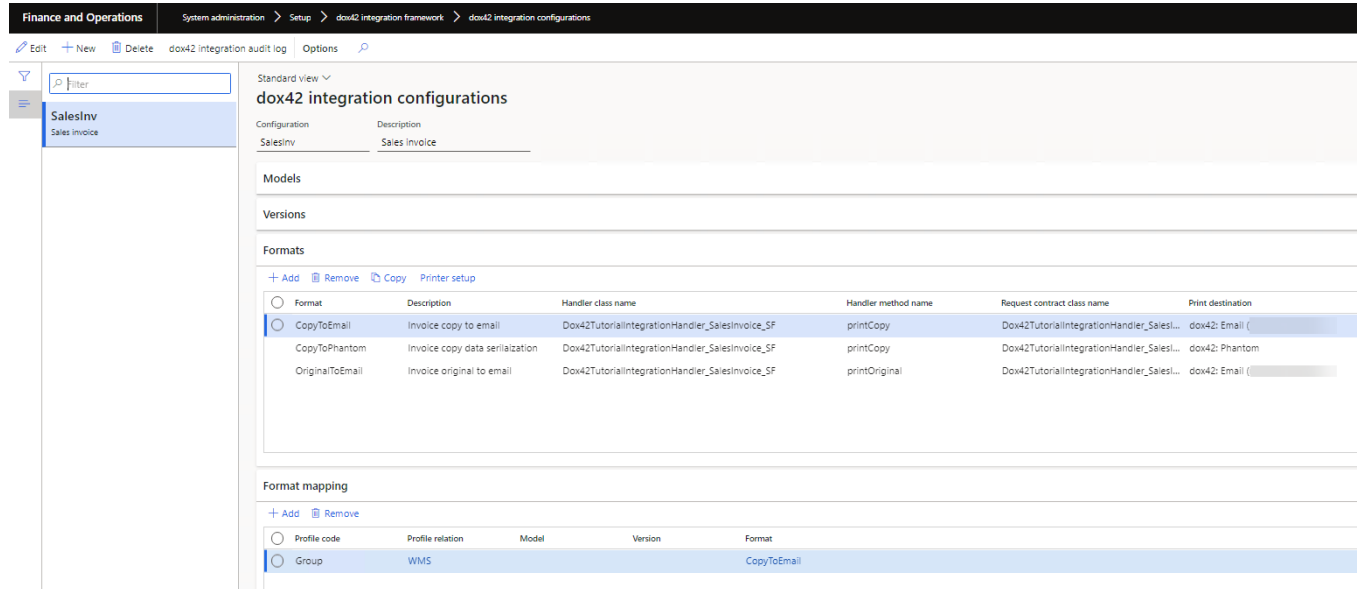 Finance and Operations System administration > Setup > dox42 integration framework > dox42 integration configurations
Edit + New Delete dox42 integration audit log Options
Filter
SalesInv
Sales invoice
Standard view
dox42 integration configurations
Configuration Description
SalesInv Sales invoice
Models
Versions
Formats
+ Add Remove Copy Printer setup
Format Description Handler class name Handler method name Request contract class name Print destination
CopyToEmail Invoice copy to email Dox42TutorialIntegrationHandler_SalesInvoice_SF printCopy Dox42TutorialIntegrationHandler_SalesI... dox42: Email (
CopyToPhantom Invoice copy data serilaization Dox42TutorialIntegrationHandler_SalesInvoice_SF printCopy Dox42TutorialIntegrationHandler_SalesI... dox42: Phantom
OriginalToEmail Invoice original to email Dox42TutorialIntegrationHandler_SalesInvoice_SF printOriginal Dox42TutorialIntegrationHandler_SalesI... dox42: Email (
Format mapping
+ Add Remove
Profile code Profile relation Model Version Format
Group WMS CopyToEmail